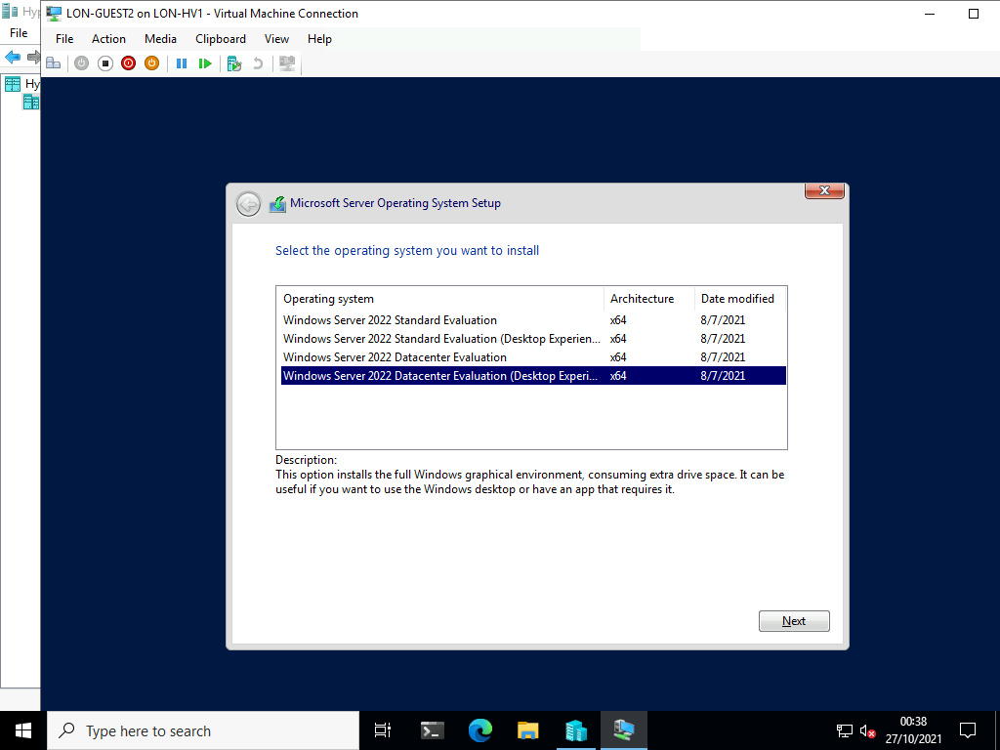 Hyp
LON-GUEST2 on LON-HV1 - Virtual Machine Connection
File
File Action Media Clipboard View Help
Hy
Microsoft Server Operating System Setup
Select the operating system you want to install
Operating system Architecture Date modified
Windows Server 2022 Standard Evaluation x64 8/7/2021
Windows Server 2022 Standard Evaluation (Desktop Experien... x64 8/7/2021
Windows Server 2022 Datacenter Evaluation x64 8/7/2021
Windows Server 2022 Datacenter Evaluation (Desktop Experi... x64 8/7/2021
Description:
This option installs the full Windows graphical environment, consuming extra drive space. It can be
useful if you want to use the Windows desktop or have an app that requires it.
Next
Type here to search
00:38
27/10/2021